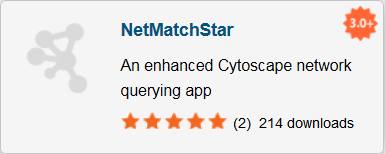 NetMatchStar
3.0+
An enhanced Cytoscape network
querying app
(2) 214 downloads